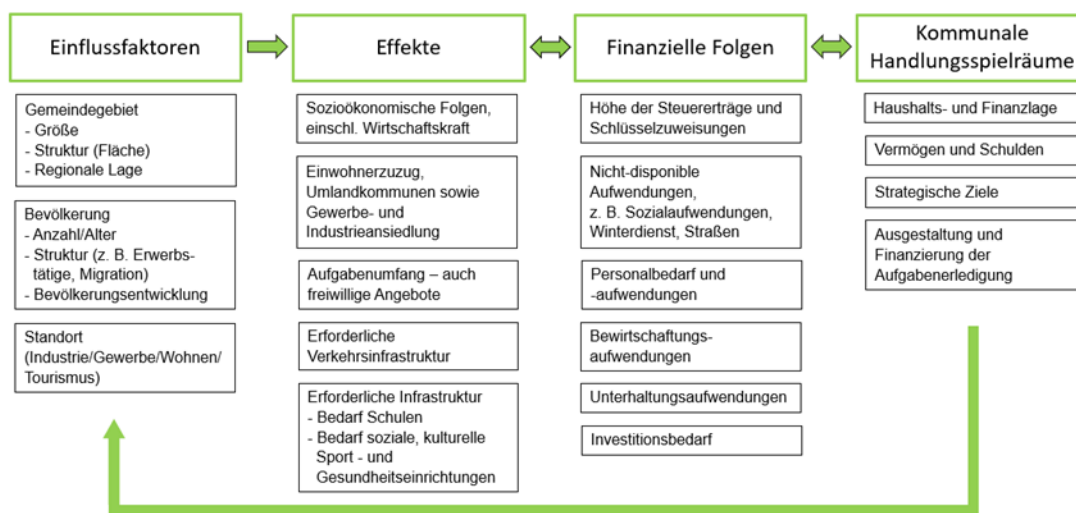 Einflussfaktoren
Effekte
Finanzielle Folgen
Kommunale
Handlungsspielräume
Gemeindegebiet
- Größe
- Struktur (Fläche)
- Regionale Lage
Bevölkerung
- Anzahl/Alter
- Struktur (z. B. Erwerbs-
tätige, Migration)
- Bevölkerungsentwicklung
Standort
(Industrie/Gewerbe/Wohnen/
Tourismus)
Sozioökonomische Folgen,
einschl. Wirtschaftskraft
Einwohnerzuzug,
Umlandkommunen sowie
Gewerbe- und
Industrieansiedlung
Aufgabenumfang – auch
freiwillige Angebote
Erforderliche
Verkehrsinfrastruktur
Erforderliche Infrastruktur
- Bedarf Schulen
- Bedarf soziale, kulturelle
Sport - und
Gesundheitseinrichtungen
Höhe der Steuererträge und
Schlüsselzuweisungen
Nicht-disponible
Aufwendungen,
z. B. Sozialaufwendungen,
Winterdienst, Straßen
Personalbedarf und
-aufwendungen
Bewirtschaftungs-
aufwendungen
Unterhaltungsaufwendungen
Investitionsbedarf
Haushalts- und Finanzlage
Vermögen und Schulden
Strategische Ziele
Ausgestaltung und
Finanzierung der
Aufgabenerledigung